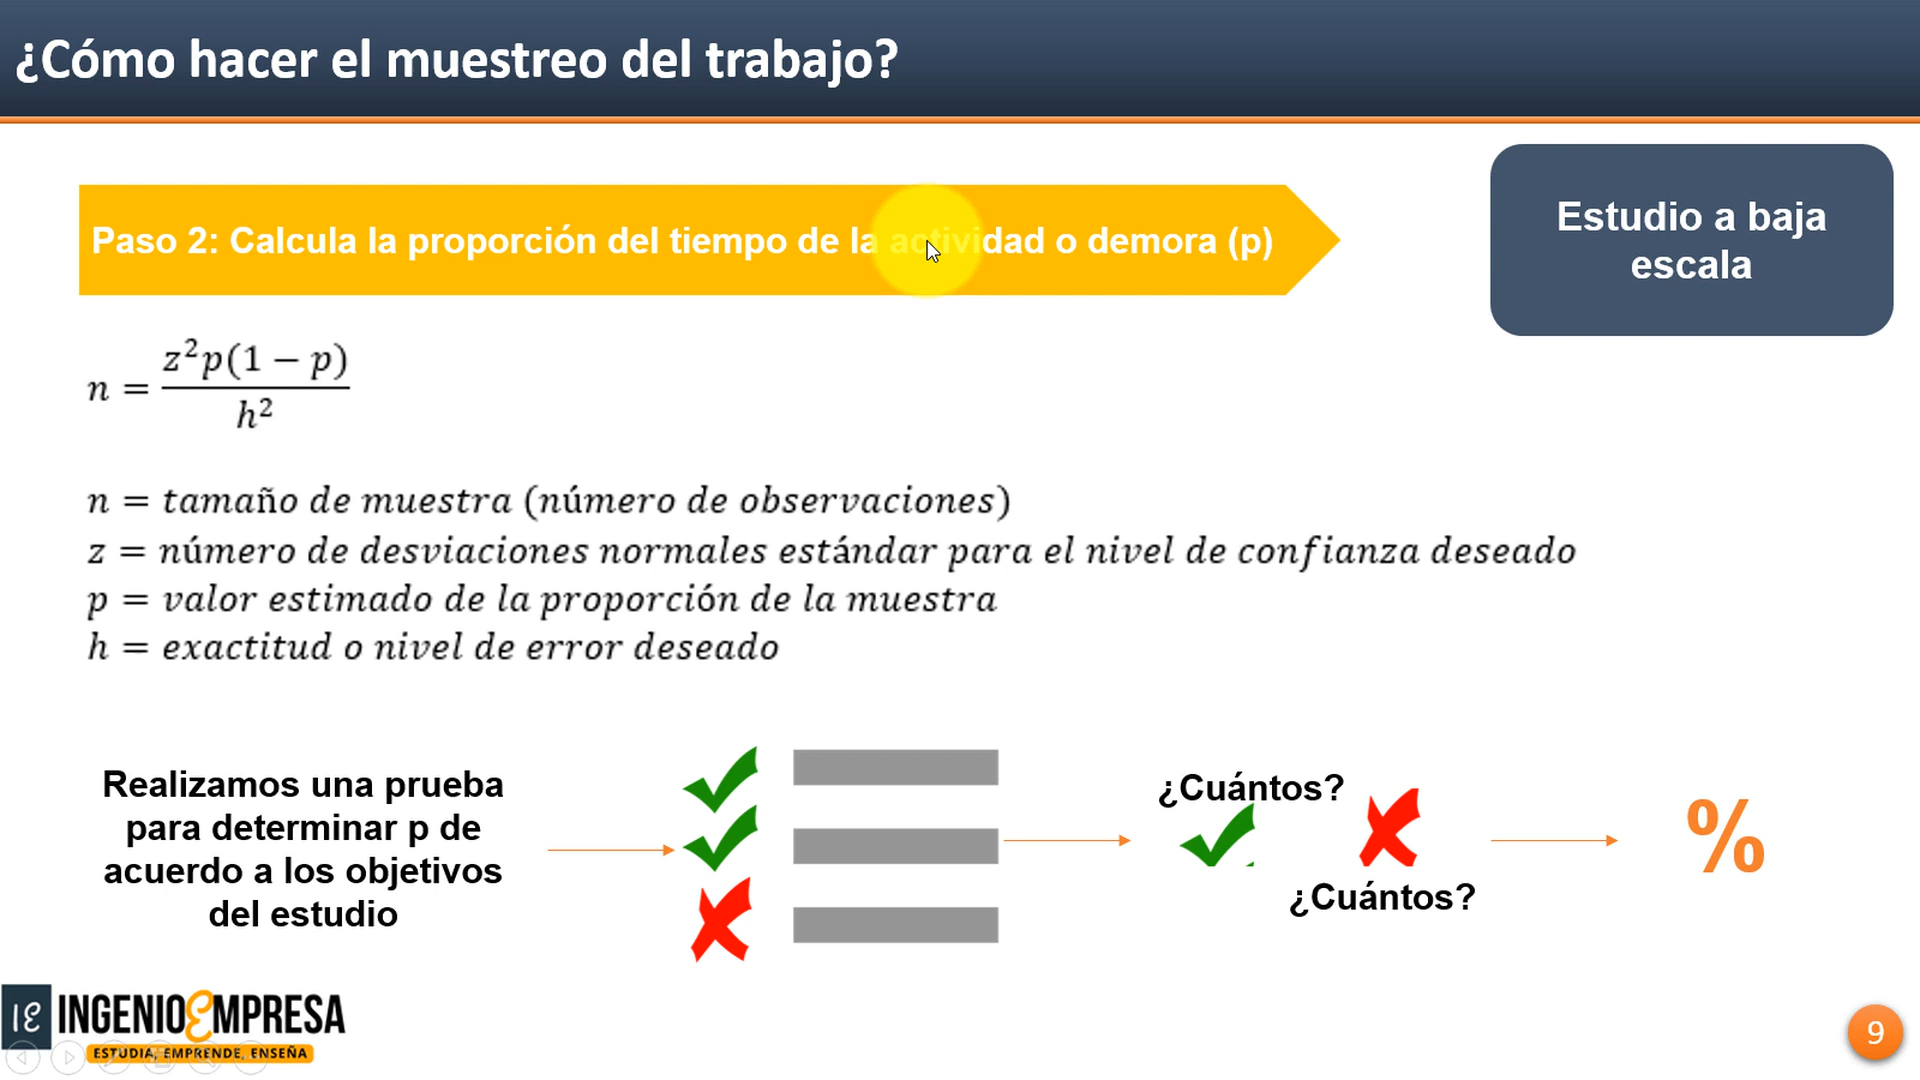 ¿Cómo hacer el muestreo del trabajo?
Paso 2: Calcula la proporción del tiempo de la actividad o demora (p)
Estudio a baja
escala
n = z²p(1 − p) / h²
n = tamaño de muestra (número de observaciones)
z = número de desviaciones normales estándar para el nivel de confianza deseado
p = valor estimado de la proporción de la muestra
h = exactitud o nivel de error deseado
Realizamos una prueba
para determinar p de
acuerdo a los objetivos
del estudio
¿Cuántos?
¿Cuántos?
%
IE INGENIOEMPRESA
ESTUDIA, EMPRENDE, ENSEÑA
9